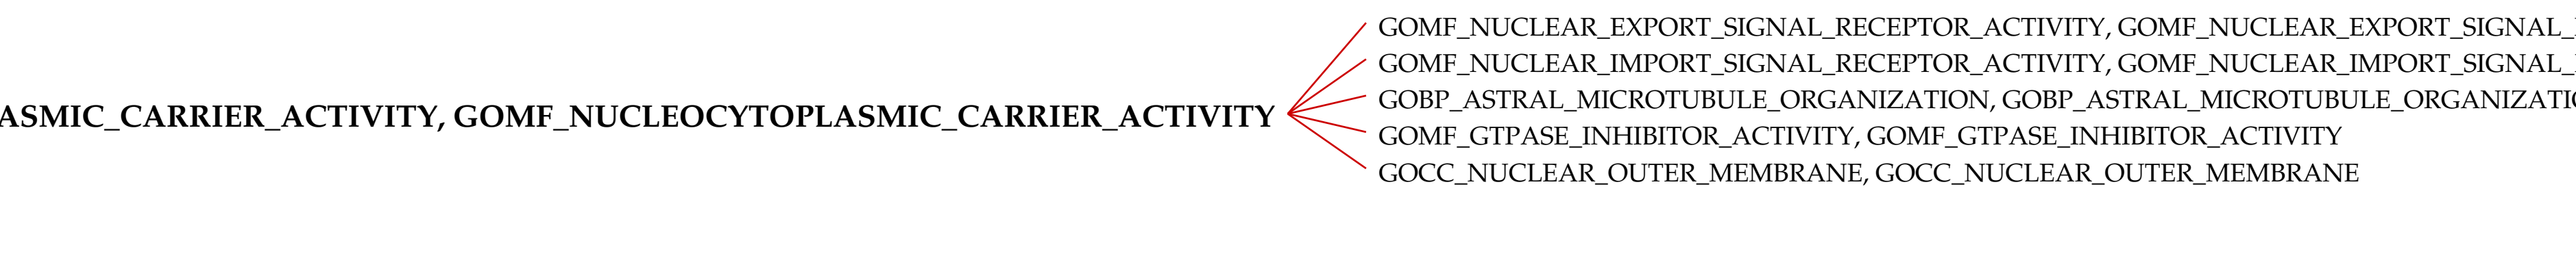 GOMF_NUCLEAR_EXPORT_SIGNAL_RECEPTOR_ACTIVITY, GOMF_NUCLEAR_EXPORT_SIGNAL_
GOMF_NUCLEAR_IMPORT_SIGNAL_RECEPTOR_ACTIVITY, GOMF_NUCLEAR_IMPORT_SIGNAL_
GOBP_ASTRAL_MICROTUBULE_ORGANIZATION, GOBP_ASTRAL_MICROTUBULE_ORGANIZATIO
ASMIC_CARRIER_ACTIVITY, GOMF_NUCLEOCYTOPLASMIC_CARRIER_ACTIVITY
GOMF_GTPASE_INHIBITOR_ACTIVITY, GOMF_GTPASE_INHIBITOR_ACTIVITY
GOCC_NUCLEAR_OUTER_MEMBRANE, GOCC_NUCLEAR_OUTER_MEMBRANE